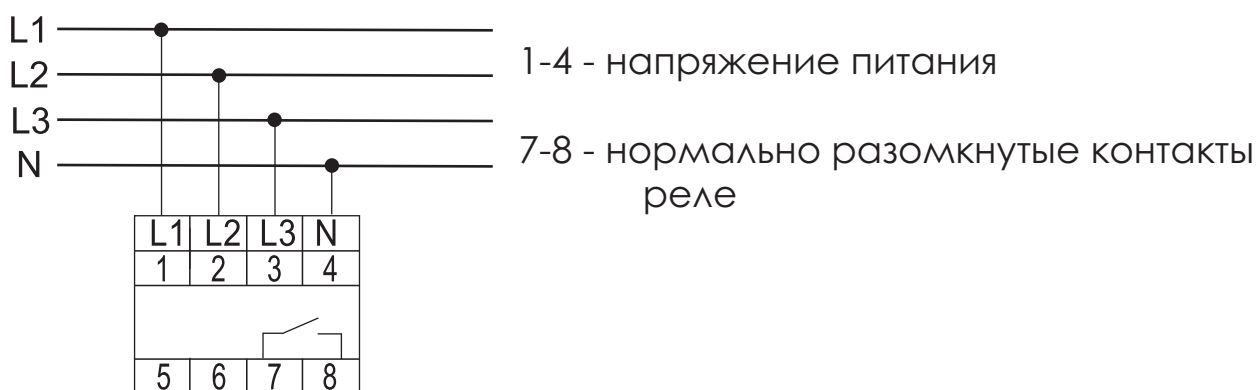 L1
L2
L3
N
1-4 - напряжение питания
7-8 - нормально разомкнутые контакты
реле
L1 L2 L3 N
1 2 3 4
5 6 7 8